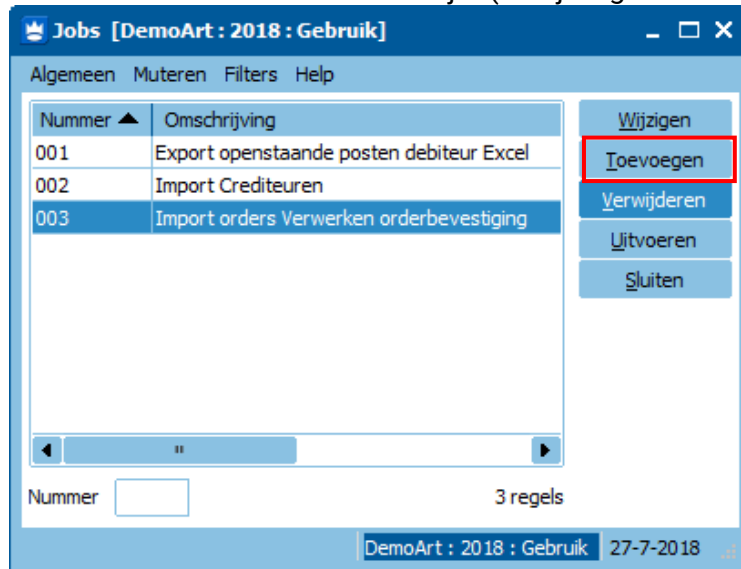 Jobs [DemoArt : 2018 : Gebruik]
Algemeen Muteren Filters Help
Nummer Omschrijving
001 Export openstaande posten debiteur Excel
002 Import Crediteuren
003 Import orders Verwerken orderbevestiging
Wijzigen
Toevoegen
Verwijderen
Uitvoeren
Sluiten
Nummer 3 regels
DemoArt : 2018 : Gebruik 27-7-2018